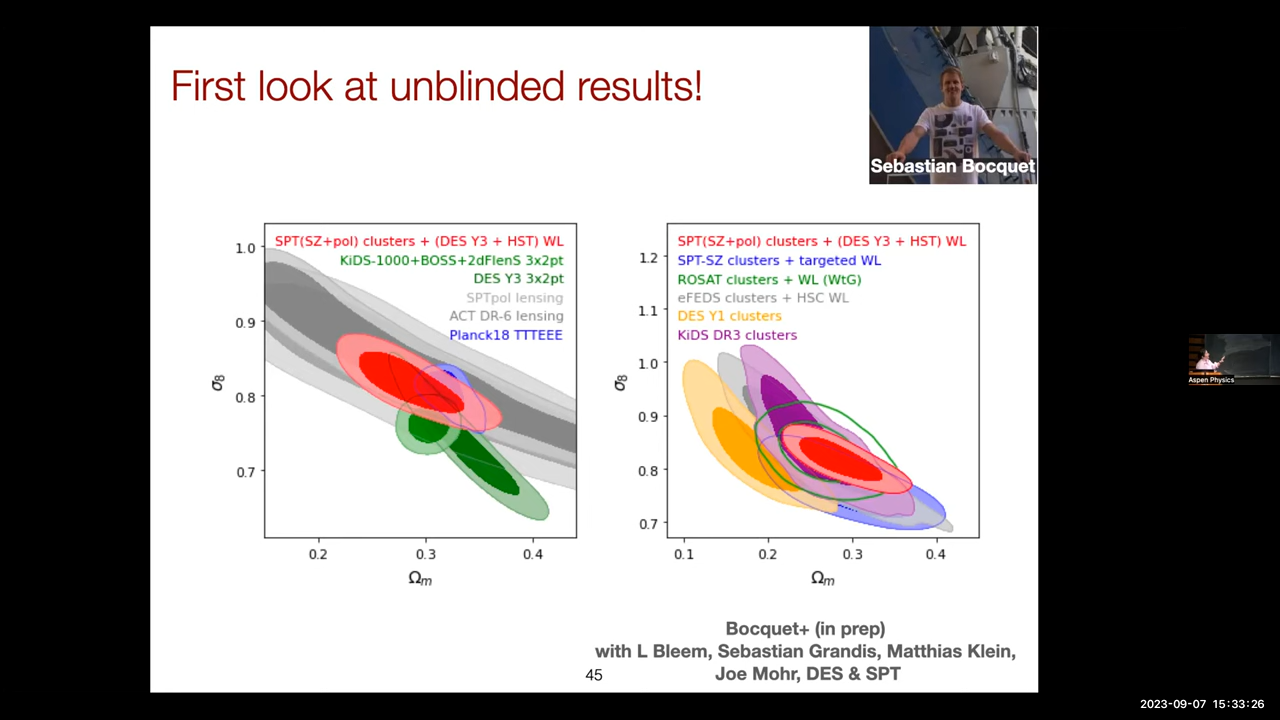 First look at unblinded results!
Sebastian Bocquet
SPT(SZ+pol) clusters + (DES Y3 + HST) WL
KiDS-1000+BOSS+2dFlenS 3x2pt
DES Y3 3x2pt
SPTpol lensing
ACT DR-6 lensing
Planck18 TTTEEE
1.0
0.9
0.8
0.7
σ8
0.2
0.3
0.4
Ωm
SPT(SZ+pol) clusters + (DES Y3 + HST) WL
SPT-SZ clusters + targeted WL
ROSAT clusters + WL (WtG)
eFEDS clusters + HSC WL
DES Y1 clusters
KiDS DR3 clusters
1.2
1.1
1.0
0.9
0.8
0.7
σ8
0.1
0.2
0.3
0.4
Ωm
Bocquet+ (in prep)
with L Bleem, Sebastian Grandis, Matthias Klein,
Joe Mohr, DES & SPT
45
Aspen Physics
2023-09-07 15:33:26